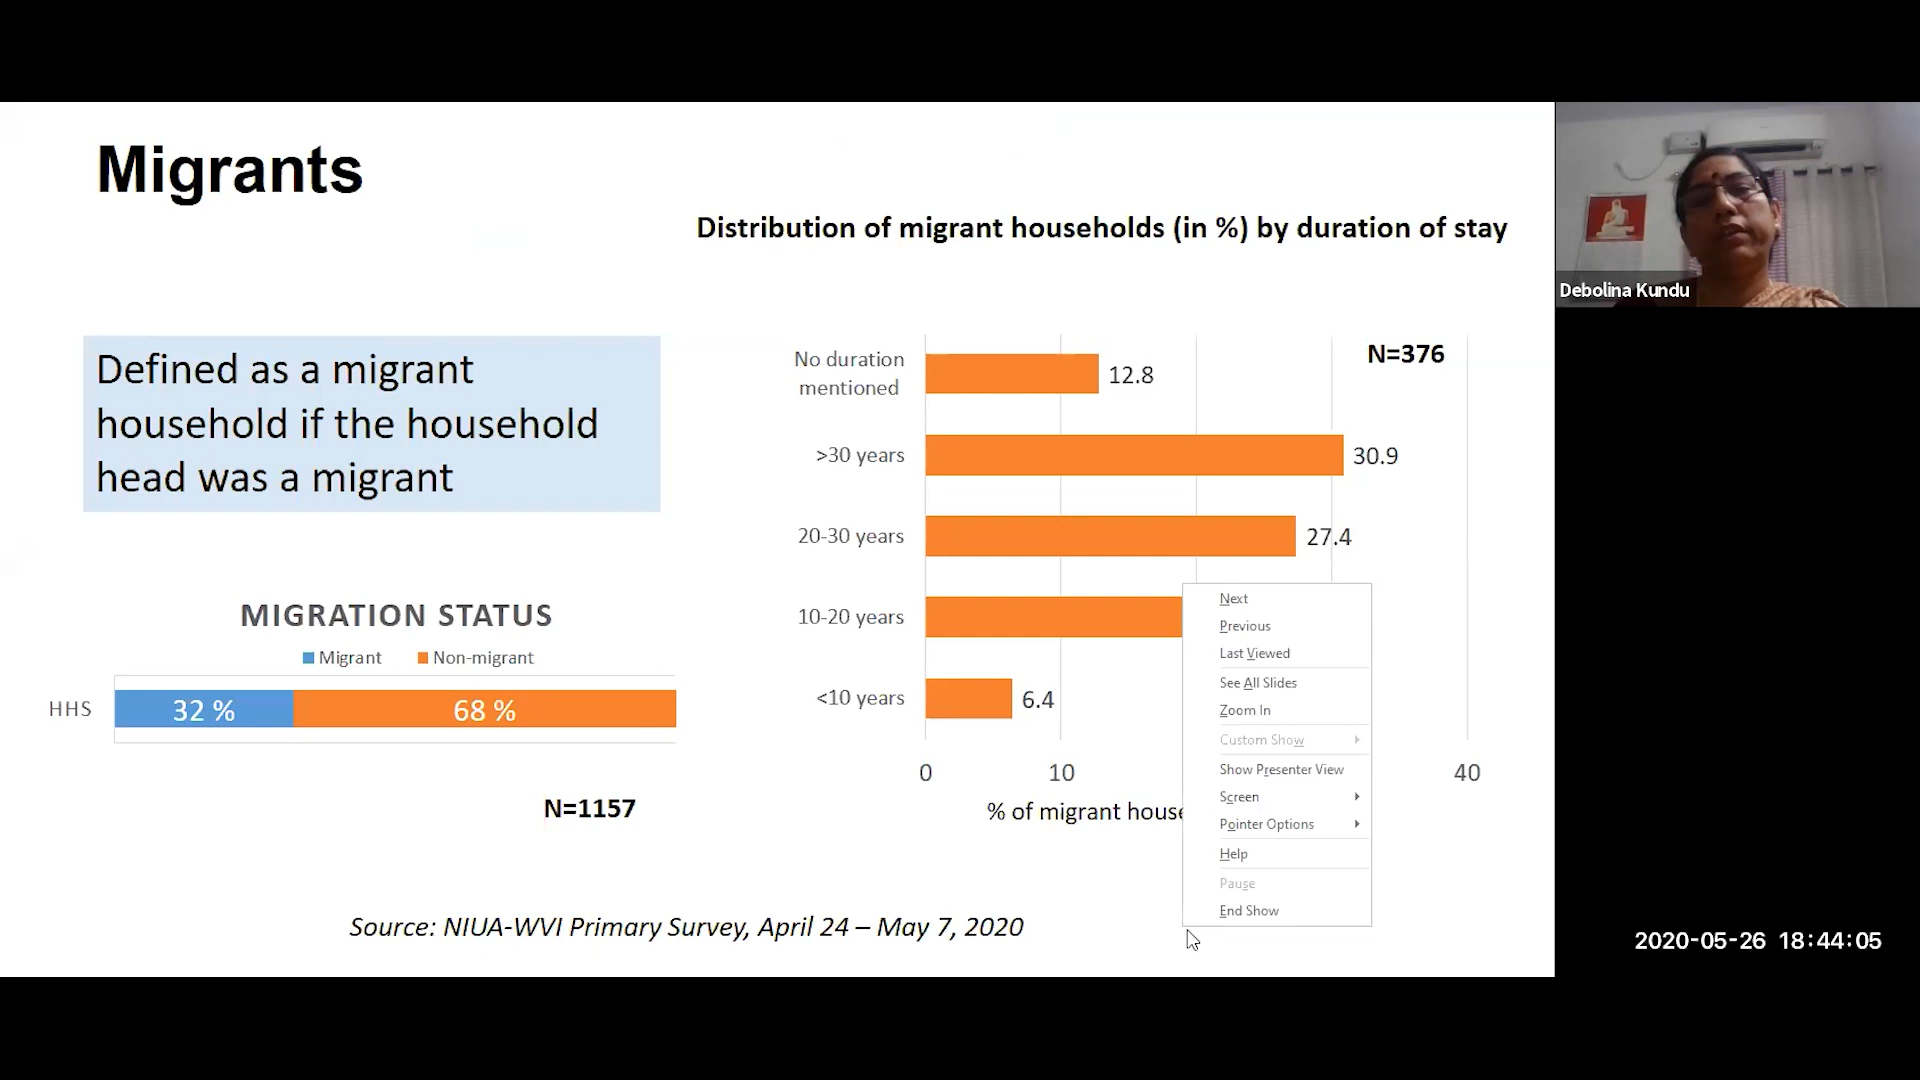 Migrants
Distribution of migrant households (in %) by duration of stay
Defined as a migrant
household if the household
head was a migrant
MIGRATION STATUS
Migrant Non-migrant
HHS 32 % 68 %
N=1157
N=376
No duration
mentioned
12.8
>30 years 30.9
20-30 years 27.4
10-20 years
<10 years 6.4
0 10 40
% of migrant
Next
Previous
Last Viewed
See All Slides
Zoom In
Custom Show
Show Presenter View
Screen
Pointer Options
Help
Pause
End Show
Source: NIUA-WVI Primary Survey, April 24 – May 7, 2020
Debolina Kundu
2020-05-26 18:44:05